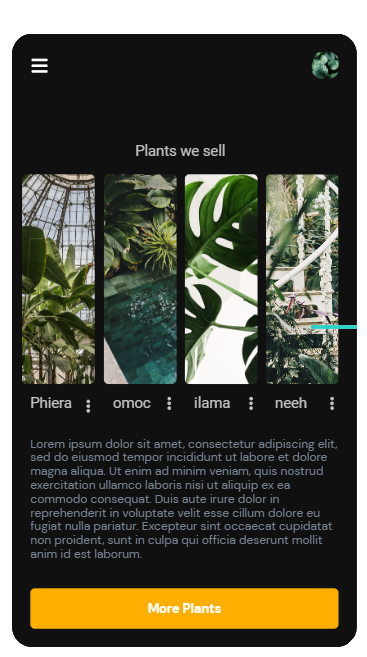 Plants we sell
Phiera
omoc
ilama
neeh
Lorem ipsum dolor sit amet, consectetur adipiscing elit,
sed do eiusmod tempor incididunt ut labore et dolore
magna aliqua. Ut enim ad minim veniam, quis nostrud
exercitation ullamco laboris nisi ut aliquip ex ea
commodo consequat. Duis aute irure dolor in
reprehenderit in voluptate velit esse cillum dolore eu
fugiat nulla pariatur. Excepteur sint occaecat cupidatat
non proident, sunt in culpa qui officia deserunt mollit
anim id est laborum.
More Plants